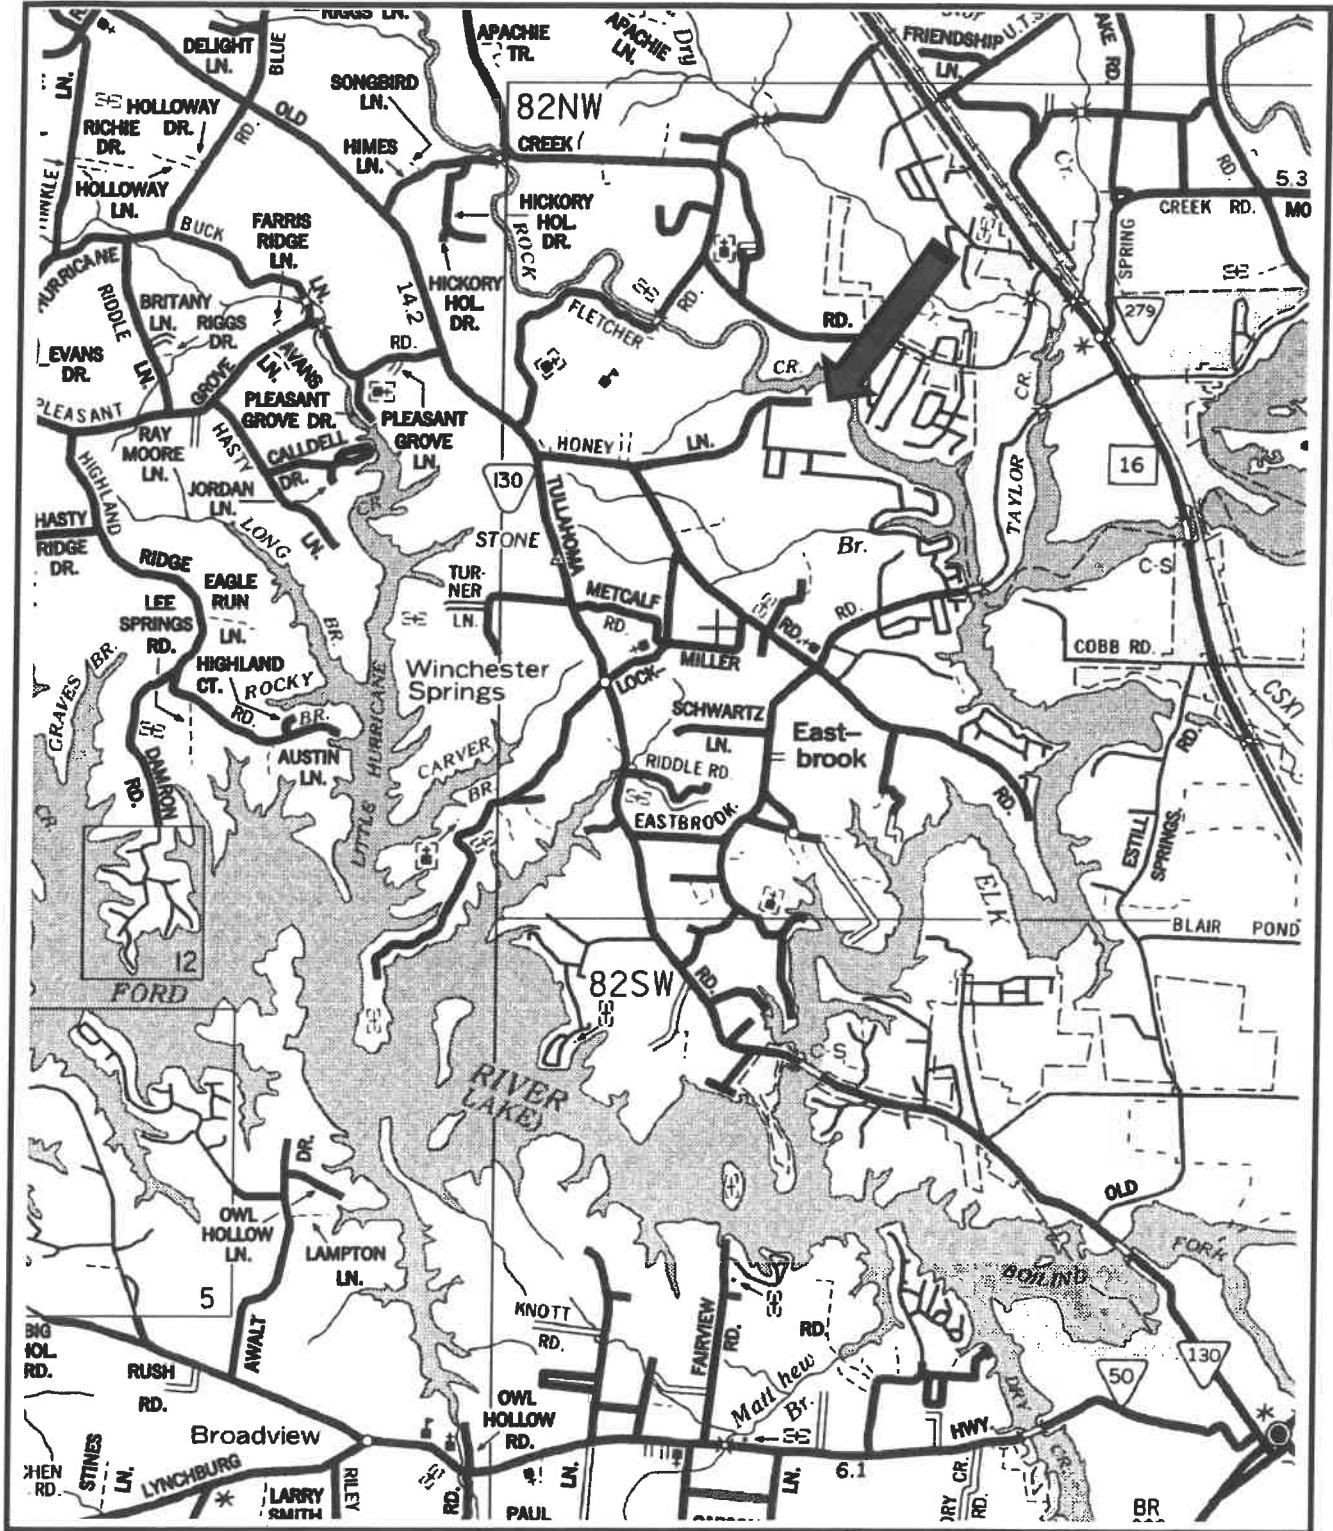 RIGGS LN.
DELIGHT
LN.
BLUE
APACHIE
TR.
APACHIE
LN.
Dry
FRIENDSHIP
LN.
U.T.S.
RD.
LN.
SONGBIRD
LN.
82NW
HOLLOWAY
DR.
RICHIE
DR.
RD.
OLD
HIMES
LN.
CREEK
Cr.
HOLLOWAY
LN.
HICKORY
HOL.
DR.
5.3
RD.
CREEK RD.
MO
BUCK
FARRIS
RIDGE
LN.
ROCK
SPRING
HURRICANE
RIDDLE
LN.
BRITANY
LN.
RIGGS
DR.
LN.
14.2
HICKORY
HOL.
DR.
FLETCHER
RD.
RD.
279
EVANS
DR.
AVANS
LN.
RD.
CR.
CR.
PLEASANT
GROVE
PLEASANT
GROVE DR.
PLEASANT
GROVE
LN.
RAY
MOORE
LN.
HASTY
LN.
CALLDELL
DR.
HONEY
LN.
HIGHLAND
JORDAN
LN.
130
TULLAHOMA
16
TAYLOR
HASTY
RIDGE
DR.
LONG
BR.
CR.
STONE
Br.
C-S
RIDGE
EAGLE
RUN
LN.
TUR-
NER
LN.
METCALF
RD.
RD.
RD.
LEE
SPRINGS
RD.
COBB RD.
GRAVES
BR.
HIGHLAND
CT.
ROCKY
BR.
RD.
Winchester
Springs
LOCK-
MILLER
CSXT
AUSTIN
LN.
LITTLE HURRICANE
CARVER
BR.
SCHWARTZ
LN.
East-
brook
RD.
DAMRON
RD.
RIDDLE RD.
RD.
CR.
EASTBROOK
ESTILL
SPRINGS
ELK
BLAIR POND
12
FORD
82SW
RD.
C-S
RIVER
LAKE)
DR.
OLD
OWL
HOLLOW
LN.
LAMPTON
LN.
FORK
BOILING
5
KNOTT
RD.
FAIRVIEW
RD.
RD.
BIG
HOL.
RD.
RUSH
RD.
AWALT
Matthew
Br.
DRY
CR.
50
130
OWL
HOLLOW
RD.
Broadview
HWY.
STINES
LN.
LYNCHBURG
RILEY
LARRY
SMITH
RD.
PAUL
LN.
LN.
6.1
CR.
RD.
BR